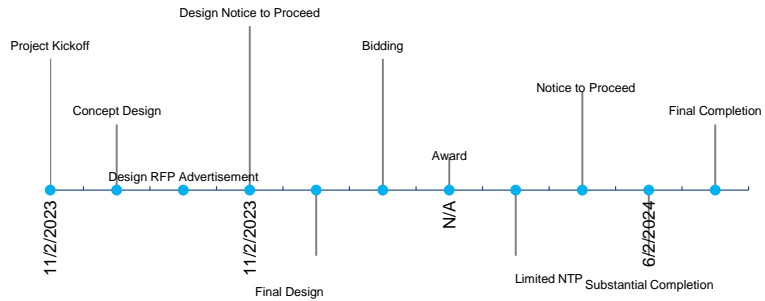 Design Notice to Proceed
Project Kickoff
Bidding
Notice to Proceed
Concept Design
Final Completion
Award
Design RFP Advertisement
11/2/2023
11/2/2023
N/A
6/2/2024
Limited NTP
Substantial Completion
Final Design